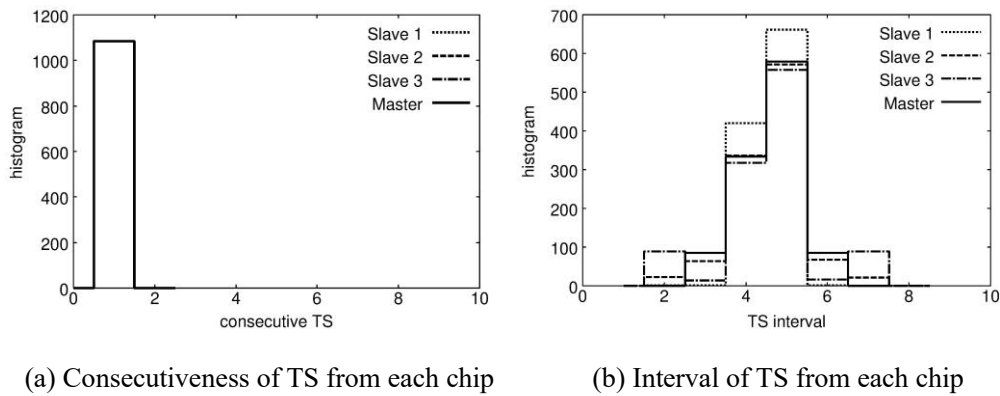 1200
1000
800
600
400
200
0
histogram
0 2 4 6 8 10
consecutive TS
Slave 1
Slave 2
Slave 3
Master
(a) Consecutiveness of TS from each chip
700
600
500
400
300
200
100
0
histogram
2 4 6 8 10
TS interval
Slave 1
Slave 2
Slave 3
Master
(b) Interval of TS from each chip